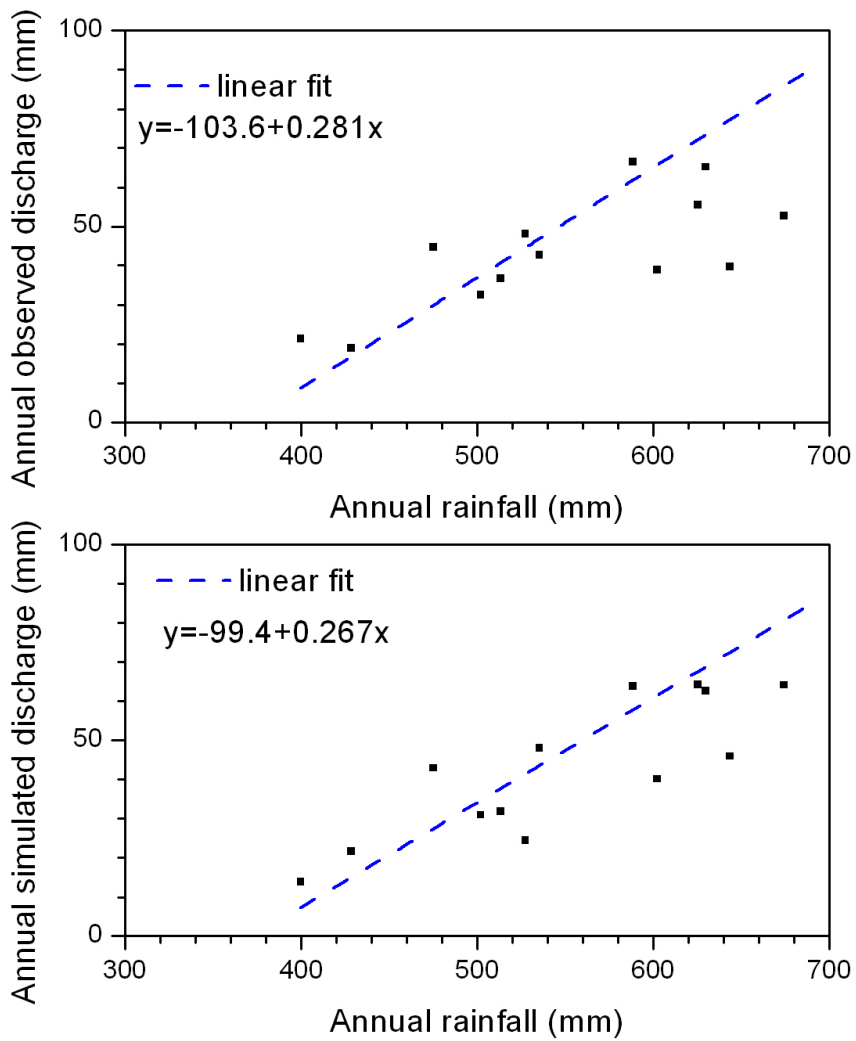 Annual observed discharge (mm)
100
50
0
linear fit
y=-103.6+0.281x
300 400 500 600 700
Annual rainfall (mm)
Annual simulated discharge (mm)
100
50
0
linear fit
y=-99.4+0.267x
300 400 500 600 700
Annual rainfall (mm)